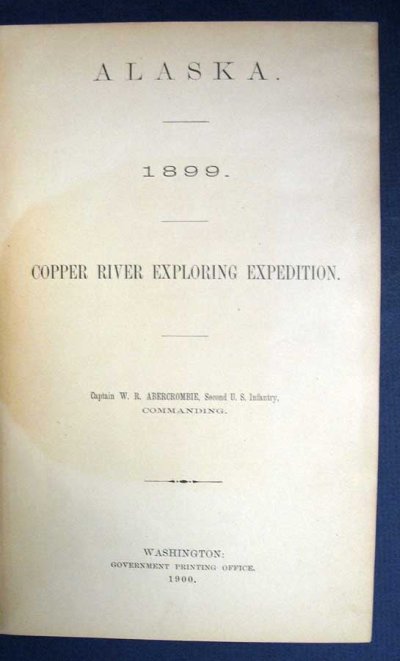 ALASKA.
1899.
COPPER RIVER EXPLORING EXPEDITION.
Captain W. R. ABERCROMBIE, Second U. S. Infantry,
COMMANDING.
WASHINGTON:
GOVERNMENT PRINTING OFFICE.
1900.